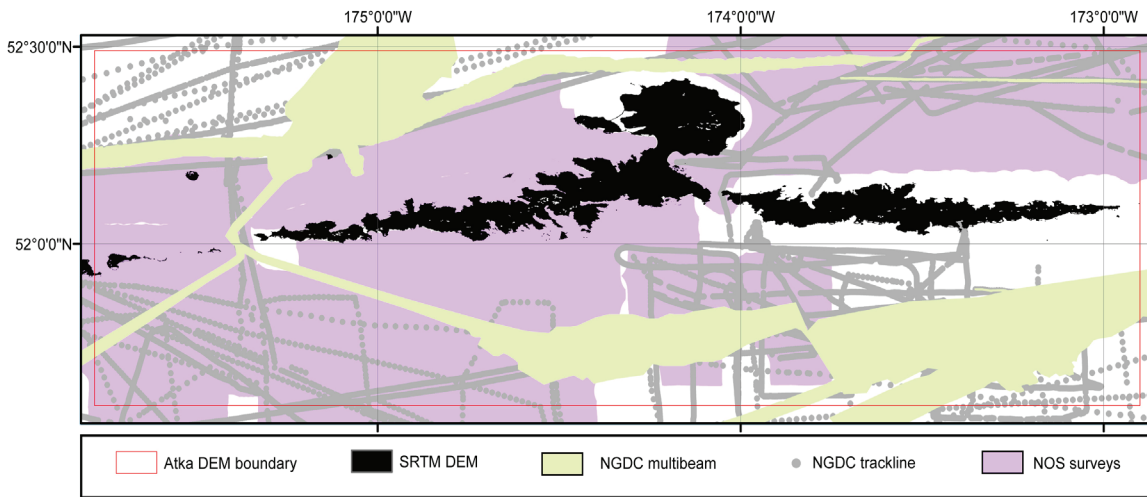 175°0'0"W 174°0'0"W 173°0'0"W
52°30'0"N
52°0'0"N
Atka DEM boundary SRTM DEM NGDC multibeam NGDC trackline NOS surveys